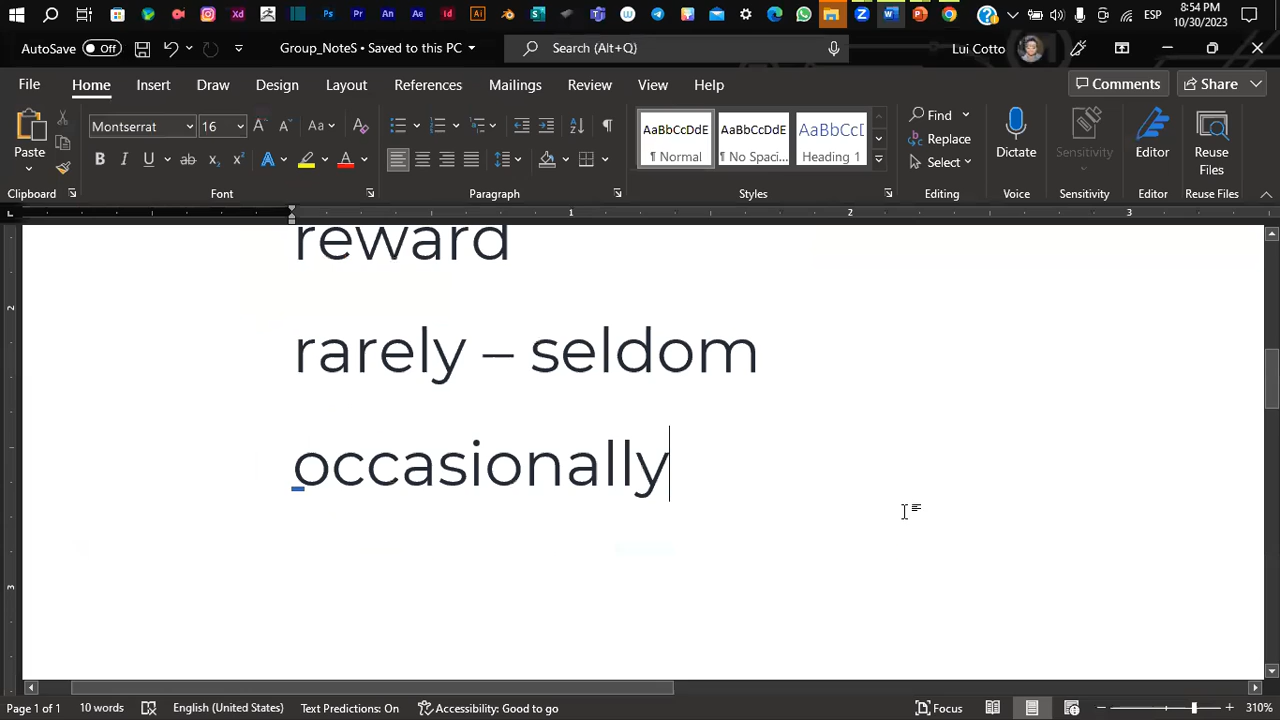 8:54 PM
ESP
10/30/2023
AutoSave Off
Group_NoteS • Saved to this PC
Search (Alt+Q)
Lui Cotto
File Home Insert Draw Design Layout References Mailings Review View Help
Comments
Share
Paste
Clipboard
Montserrat 16
Font
Paragraph
AaBbCcDdE AaBbCcDdE AaBbCcD
¶ Normal ¶ No Spaci... Heading 1
Styles
Find
Replace
Select
Editing
Dictate
Voice
Sensitivity
Sensitivity
Editor
Editor
Reuse Files
Reuse Files
1 2 3
2
3
reward
rarely – seldom
occasionally
Page 1 of 1 10 words English (United States) Text Predictions: On Accessibility: Good to go Focus 310%